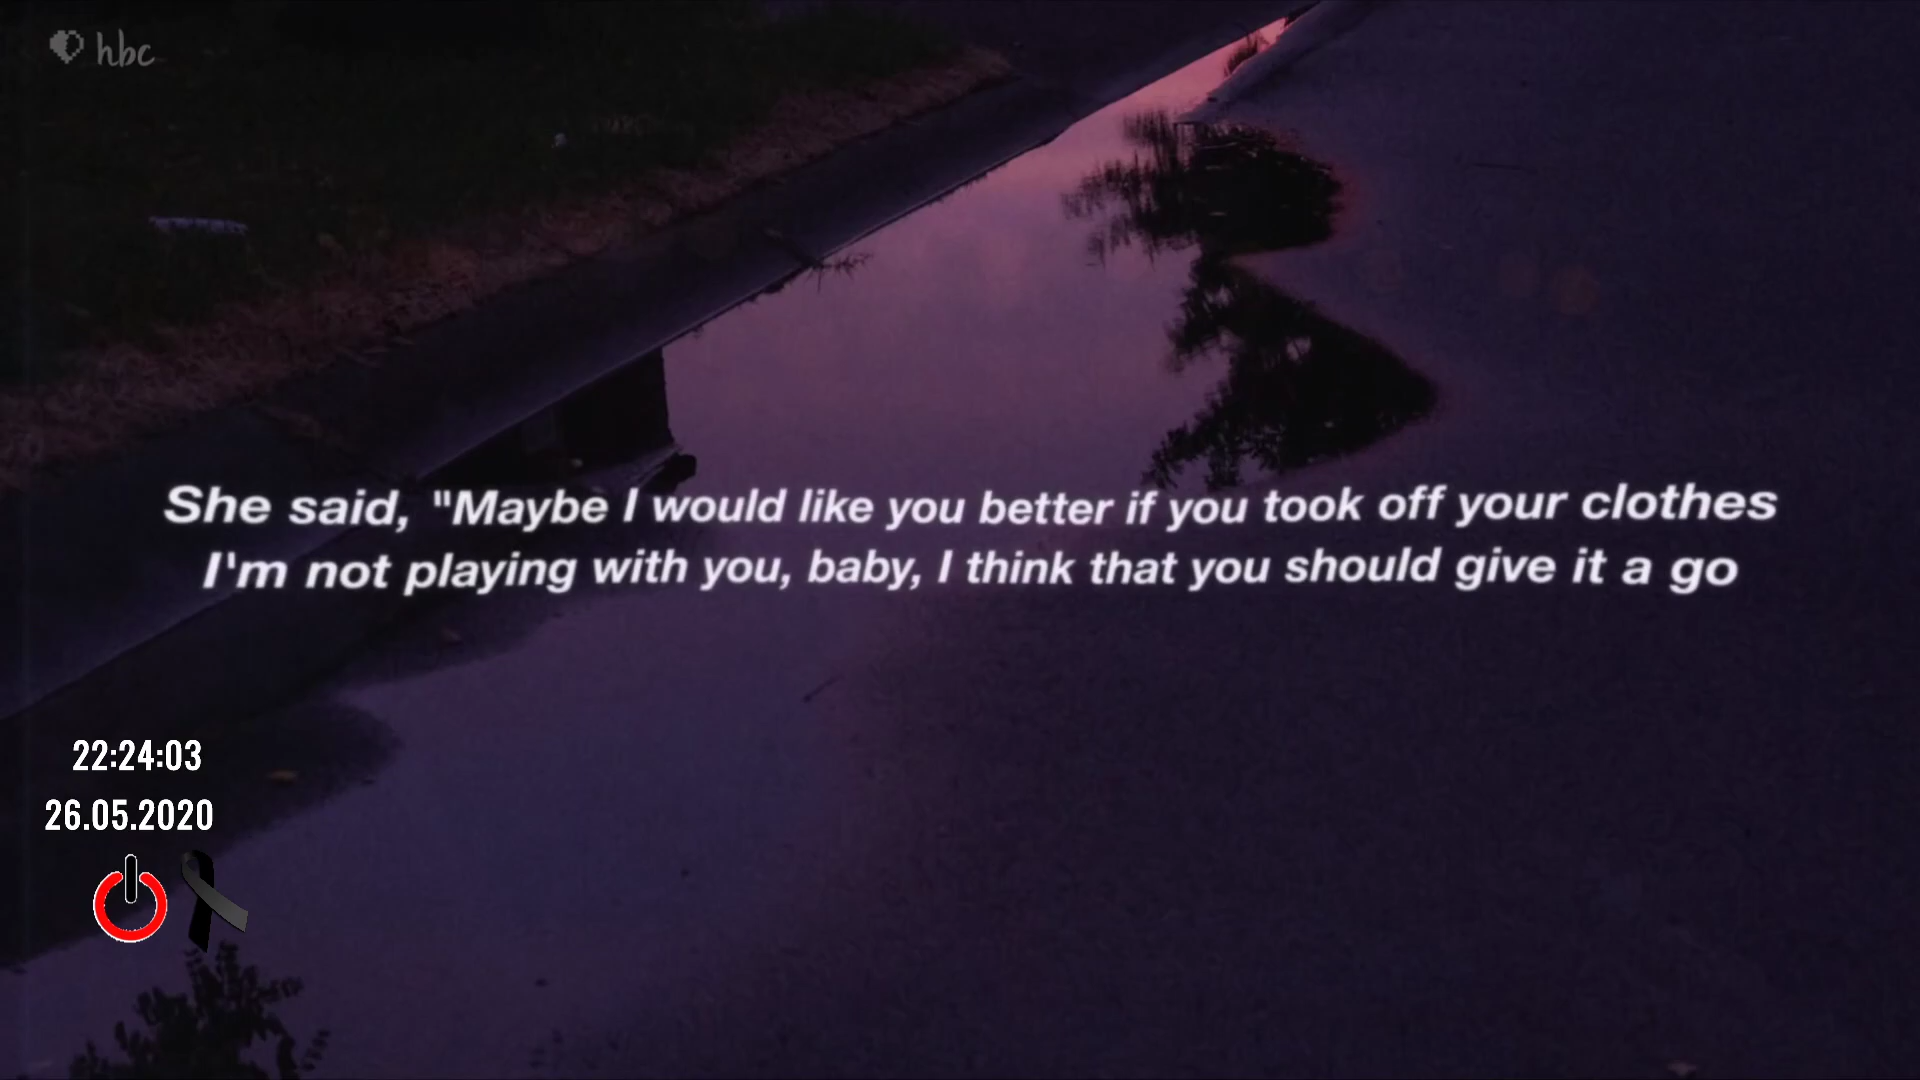 hbc
She said, "Maybe I would like you better if you took off your clothes
I'm not playing with you, baby, I think that you should give it a go
22:24:03
26.05.2020